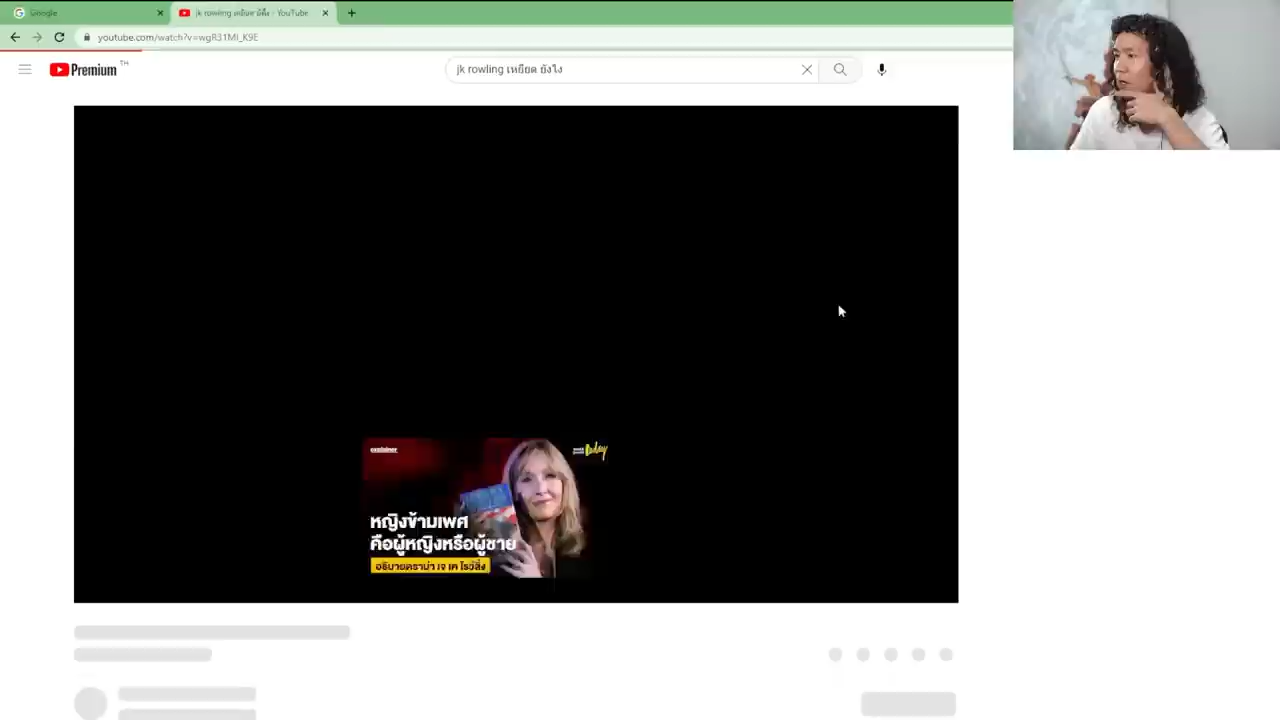 Google
jk rowling เหยียด ยังไง - YouTube
youtube.com/watch?v=wgR31Ml_K9E
Premium TH
jk rowling เหยียด ยังไง
explainer
today
หญิงข้ามเพศ
คือผู้หญิงหรือผู้ชาย
อธิบายดราม่า เจ เค โรว์ลิ่ง